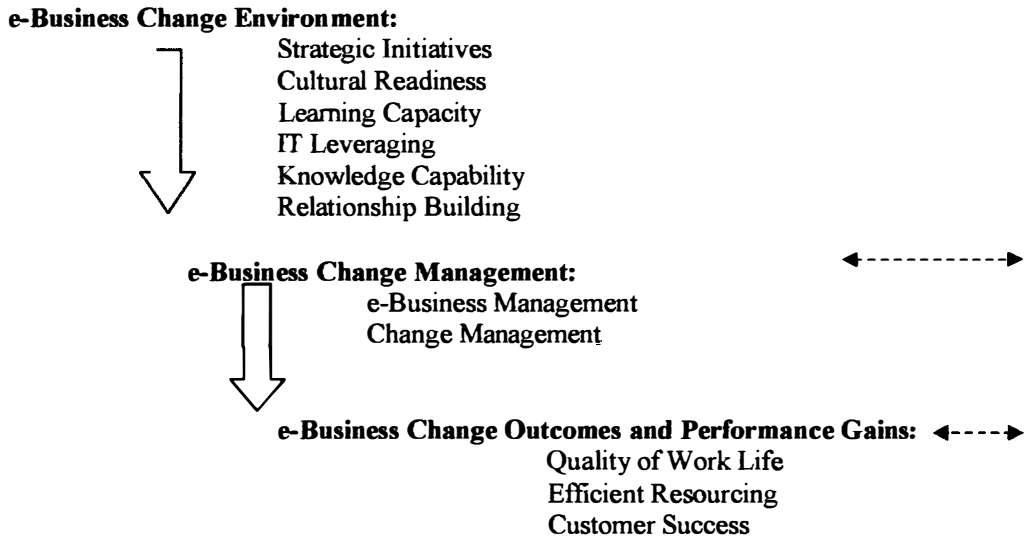 e-Business Change Environment:
Strategic Initiatives
Cultural Readiness
Learning Capacity
IT Leveraging
Knowledge Capability
Relationship Building
e-Business Change Management:
e-Business Management
Change Management
e-Business Change Outcomes and Performance Gains:
Quality of Work Life
Efficient Resourcing
Customer Success